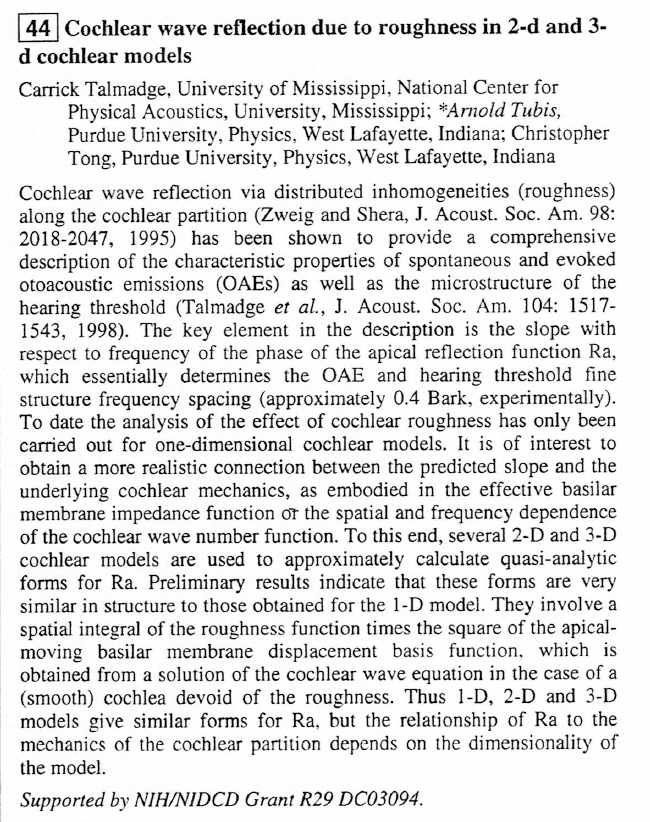 44 Cochlear wave reflection due to roughness in 2-d and 3-
d cochlear models
Carrick Talmadge, University of Mississippi, National Center for
Physical Acoustics, University, Mississippi; *Arnold Tubis,
Purdue University, Physics, West Lafayette, Indiana; Christopher
Tong, Purdue University, Physics, West Lafayette, Indiana
Cochlear wave reflection via distributed inhomogeneities (roughness)
along the cochlear partition (Zweig and Shera, J. Acoust. Soc. Am. 98:
2018-2047, 1995) has been shown to provide a comprehensive
description of the characteristic properties of spontaneous and evoked
otoacoustic emissions (OAEs) as well as the microstructure of the
hearing threshold (Talmadge et al., J. Acoust. Soc. Am. 104: 1517-
1543, 1998). The key element in the description is the slope with
respect to frequency of the phase of the apical reflection function Ra,
which essentially determines the OAE and hearing threshold fine
structure frequency spacing (approximately 0.4 Bark, experimentally).
To date the analysis of the effect of cochlear roughness has only been
carried out for one-dimensional cochlear models. It is of interest to
obtain a more realistic connection between the predicted slope and the
underlying cochlear mechanics, as embodied in the effective basilar
membrane impedance function or the spatial and frequency dependence
of the cochlear wave number function. To this end, several 2-D and 3-D
cochlear models are used to approximately calculate quasi-analytic
forms for Ra. Preliminary results indicate that these forms are very
similar in structure to those obtained for the 1-D model. They involve a
spatial integral of the roughness function times the square of the apical-
moving basilar membrane displacement basis function, which is
obtained from a solution of the cochlear wave equation in the case of a
(smooth) cochlea devoid of the roughness. Thus 1-D, 2-D and 3-D
models give similar forms for Ra, but the relationship of Ra to the
mechanics of the cochlear partition depends on the dimensionality of
the model.
Supported by NIH/NIDCD Grant R29 DC03094.